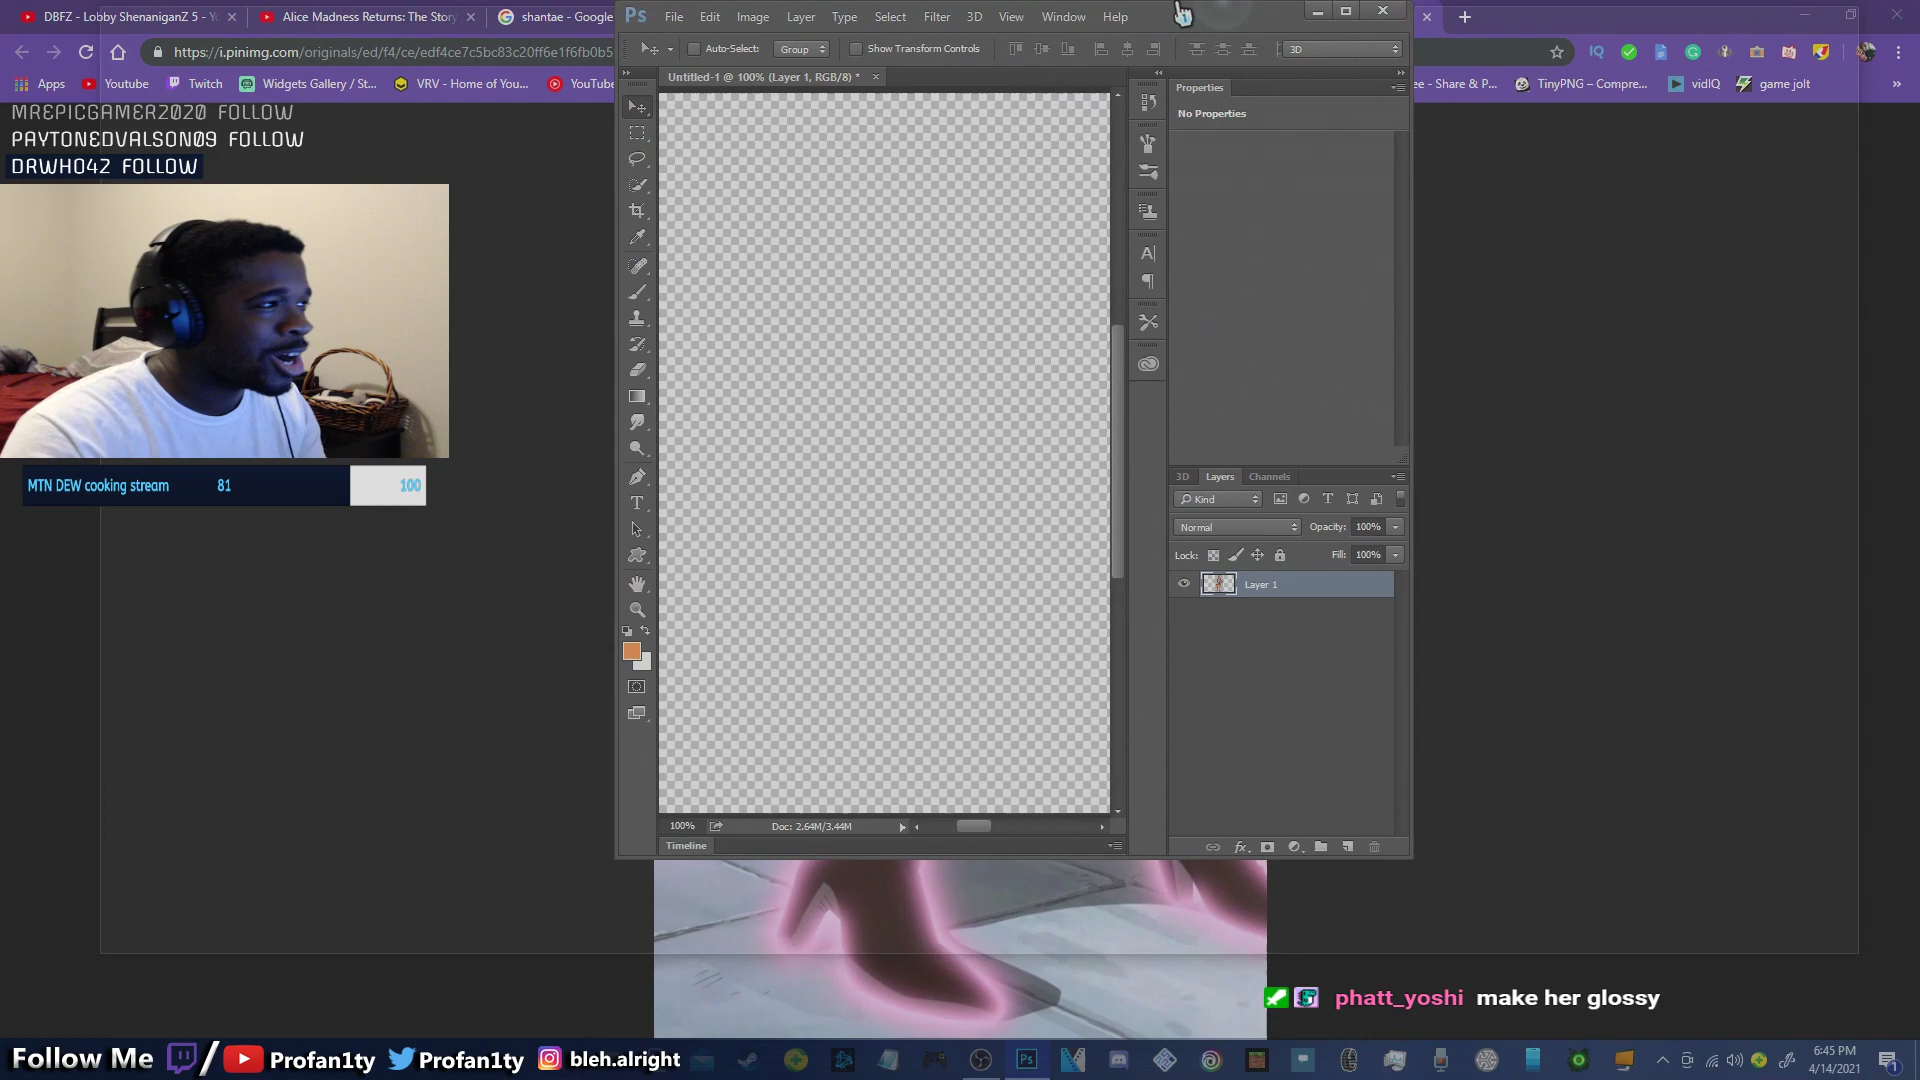 DBFZ - Lobby ShenaniganZ 5 - Y
Alice Madness Returns: The Story
shantae - Google
https://i.pinimg.com/originals/ed/f4/ce/edf4ce7c5bc83c20ff6e1f6fb0b5
Apps
Youtube
Twitch
Widgets Gallery / St...
VRV - Home of You...
YouTube
ee - Share & P...
TinyPNG – Compre...
vidIQ
game jolt
MREPICGAMER2020 FOLLOW
PAYTONEDVALSON09 FOLLOW
DRWHO42 FOLLOW
MTN DEW cooking stream 81 100
Ps File Edit Image Layer Type Select Filter 3D View Window Help
Auto-Select: Group Show Transform Controls 3D
Untitled-1 @ 100% (Layer 1, RGB/8) *
Properties
No Properties
3D Layers Channels
Kind
Normal Opacity: 100%
Lock: Fill: 100%
Layer 1
100% Doc: 2.64M/3.44M
Timeline
phatt_yoshi make her glossy
Follow Me / Profan1ty Profan1ty bleh.alright
Ps
6:45 PM
4/14/2021